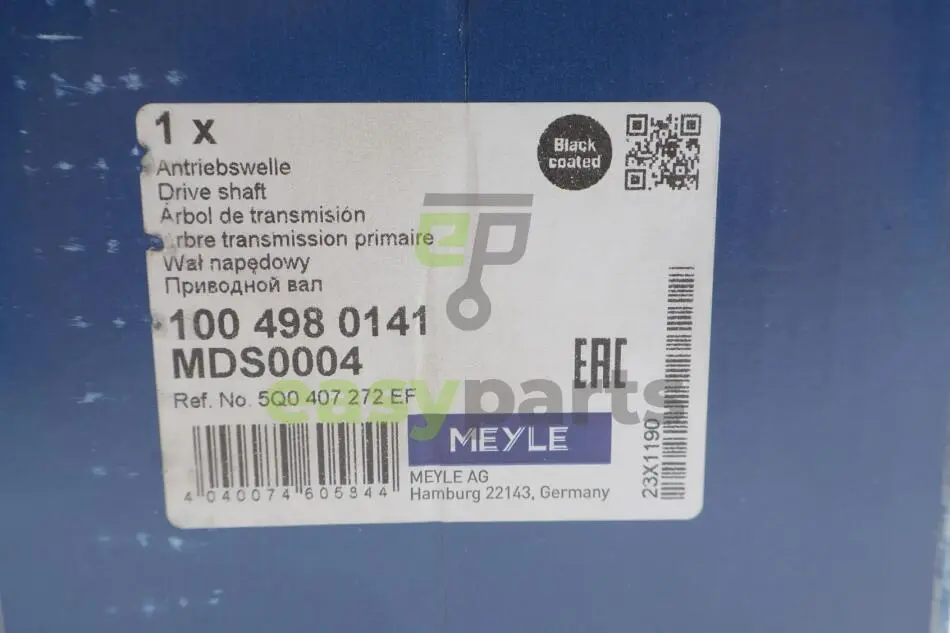 1 x
Black
coated
Antriebswelle
Drive shaft
Árbol de transmisión
rbre transmission primaire
Wał napędowy
Приводной вал
ep
100 498 0141
MDS0004
EAC
Ref. No. 5Q0 407 272 EF
easyparts
MEYLE
MEYLE AG
Hamburg 22143, Germany
4 040074 605844
23X1190